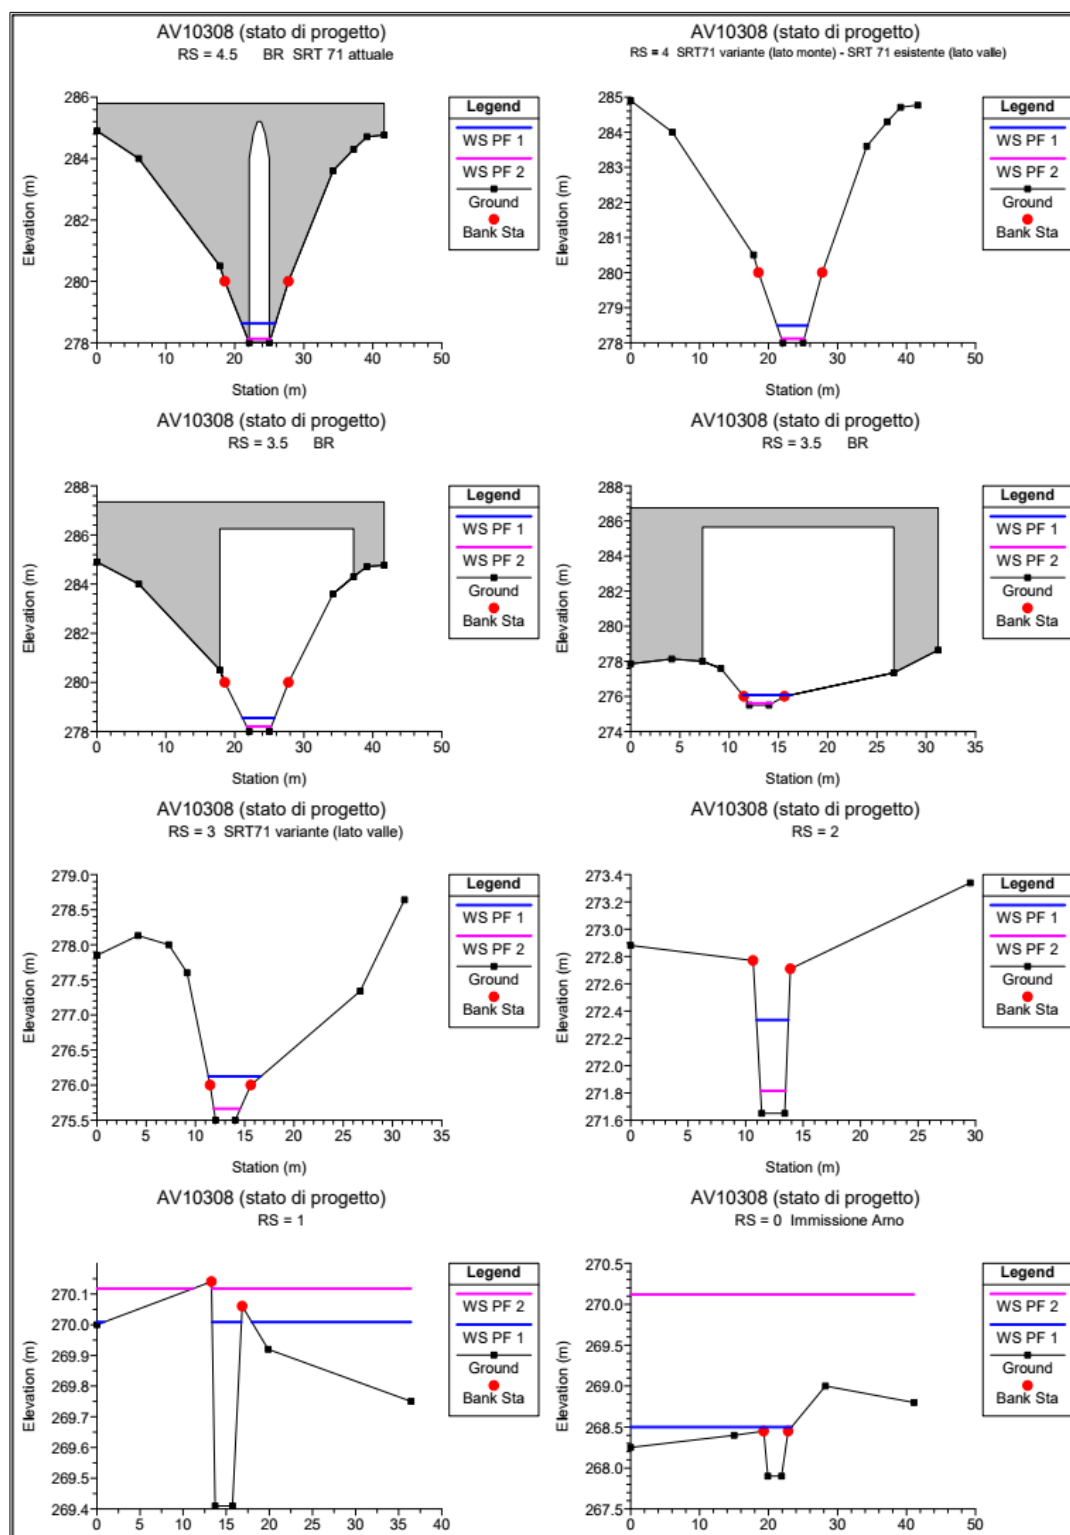 AV10308 (stato di progetto)
RS = 4.5 BR SRT 71 attuale
286
284
282
280
278
0
10
20
30
40
50
Elevation (m)
Station (m)
Legend
WS PF 1
WS PF 2
Ground
Bank Sta
AV10308 (stato di progetto)
RS = 4 SRT71 variante (lato monte) - SRT 71 esistente (lato valle)
285
284
283
282
281
280
279
278
0
10
20
30
40
50
Elevation (m)
Station (m)
Legend
WS PF 1
WS PF 2
Ground
Bank Sta
AV10308 (stato di progetto)
RS = 3.5 BR
288
286
284
282
280
278
0
10
20
30
40
50
Elevation (m)
Station (m)
Legend
WS PF 1
WS PF 2
Ground
Bank Sta
AV10308 (stato di progetto)
RS = 3.5 BR
288
286
284
282
280
278
276
274
0
5
10
15
20
25
30
35
Elevation (m)
Station (m)
Legend
WS PF 1
WS PF 2
Ground
Bank Sta
AV10308 (stato di progetto)
RS = 3 SRT71 variante (lato valle)
279.0
278.5
278.0
277.5
277.0
276.5
276.0
275.5
0
5
10
15
20
25
30
35
Elevation (m)
Station (m)
Legend
WS PF 1
WS PF 2
Ground
Bank Sta
AV10308 (stato di progetto)
RS = 2
273.4
273.2
273.0
272.8
272.6
272.4
272.2
272.0
271.8
271.6
0
10
20
30
Elevation (m)
Station (m)
Legend
WS PF 1
WS PF 2
Ground
Bank Sta
AV10308 (stato di progetto)
RS = 1
270.1
270.0
269.9
269.8
269.7
269.6
269.5
269.4
0
10
20
30
40
Elevation (m)
Legend
WS PF 2
WS PF 1
Ground
Bank Sta
AV10308 (stato di progetto)
RS = 0 Immissione Arno
270.5
270.0
269.5
269.0
268.5
268.0
267.5
0
10
20
30
40
50
Elevation (m)
Legend
WS PF 2
WS PF 1
Ground
Bank Sta